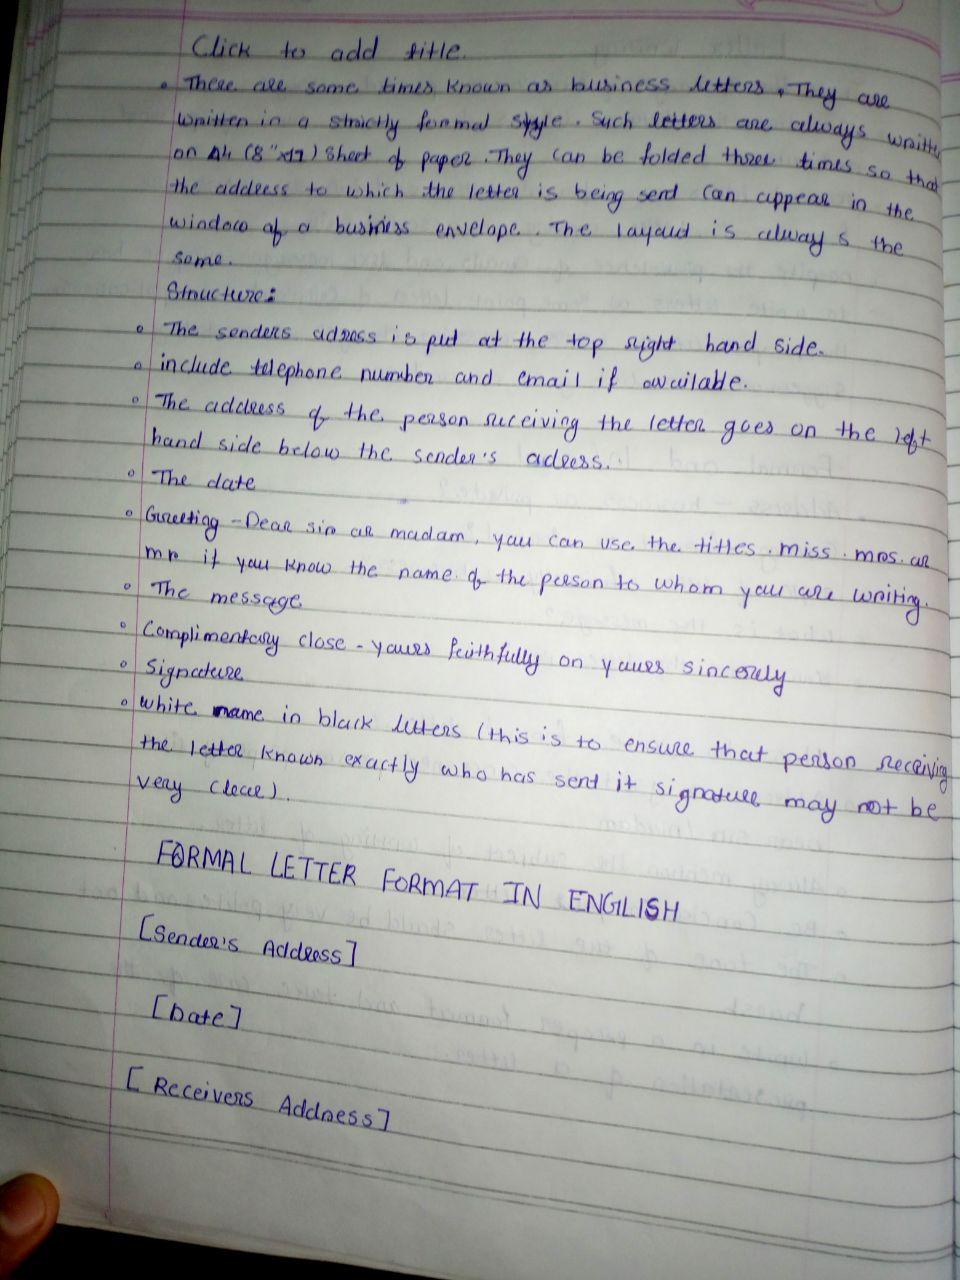 Click to add title.
• There are some times known as business letters, They are
written in a strictly formal style. Such letters are always written
on A4 (8"x17) Sheet of paper. They can be folded three times so that
the address to which the letter is being send can appear in the
window of a business envelope. The layout is always the
same.
Structure:
• The senders adress is put at the top right hand side.
• include telephone number and email if available.
• The address of the person receiving the letter goes on the left
hand side below the sender's adress.
• The date
• Greeting - Dear sir or madam, you can use the titles. miss. mrs. or
mr if you know the name of the person to whom you are writing.
• The message
• Complimentary close - yours faithfully or yours sincerely
• Signature
• white name in black letters (this is to ensure that person receiving
the letter known exactly who has sent it signature may not be
very clear).
FORMAL LETTER FORMAT IN ENGLISH
[Sender's Address]
[Date]
[Receivers Address]